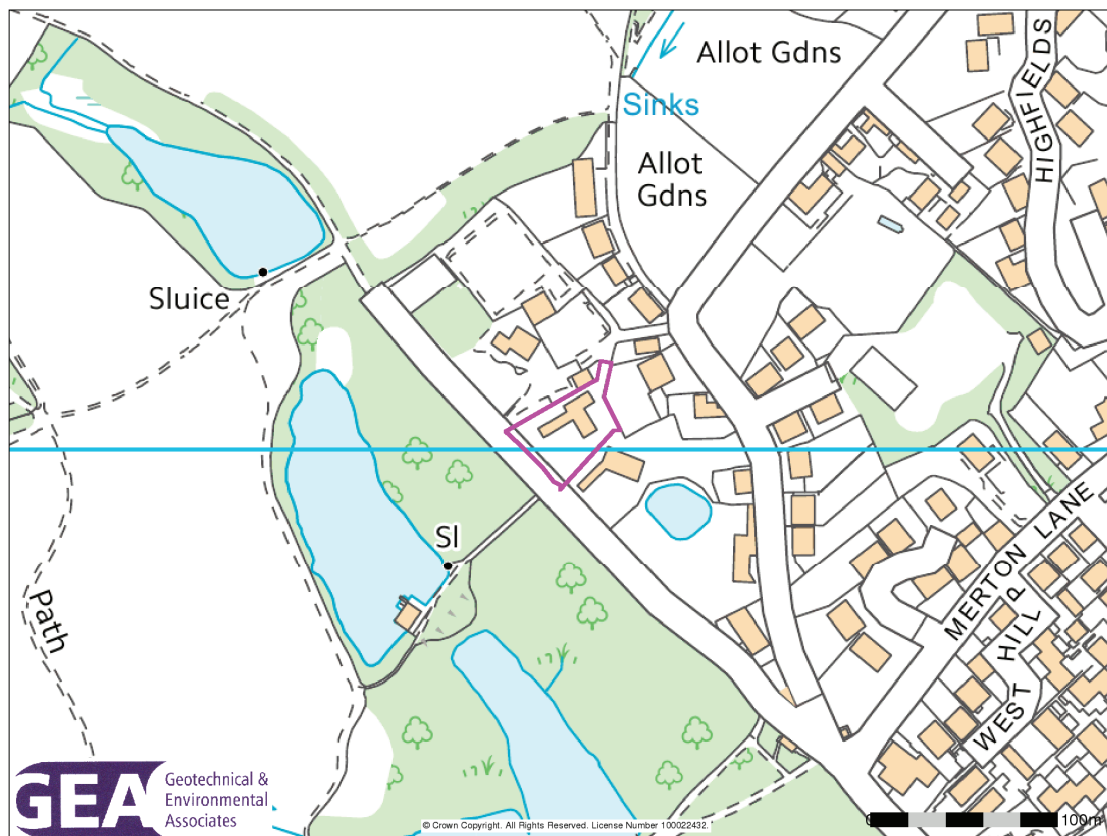 Allot Gdns
Sinks
Allot
Gdns
HIGHFIELDS
Sluice
Sl
Path
MERTON LANE
WEST HILL P
GEA
Geotechnical &
Environmental
Associates
© Crown Copyright. All Rights Reserved. License Number 100022432.
0
100m